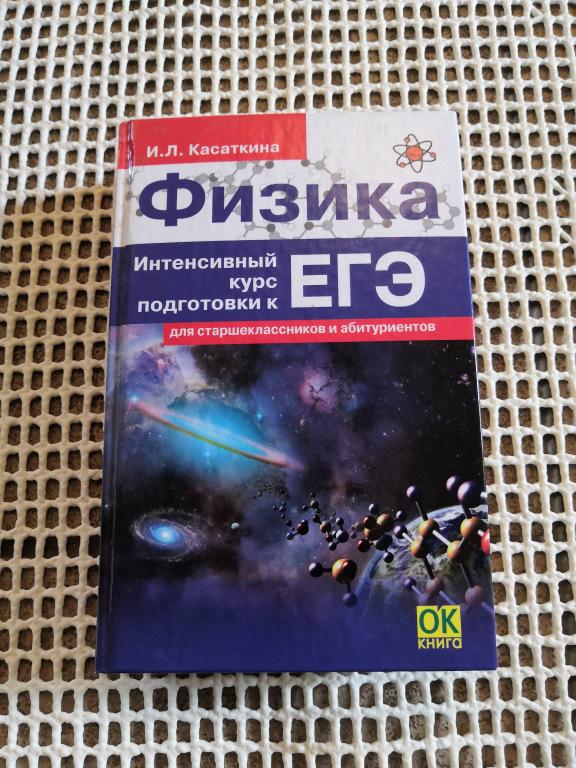 И.Л. Касаткина
Физика
Интенсивный
курс
подготовки к
ЕГЭ
для старшеклассников и абитуриентов
ОК
книга